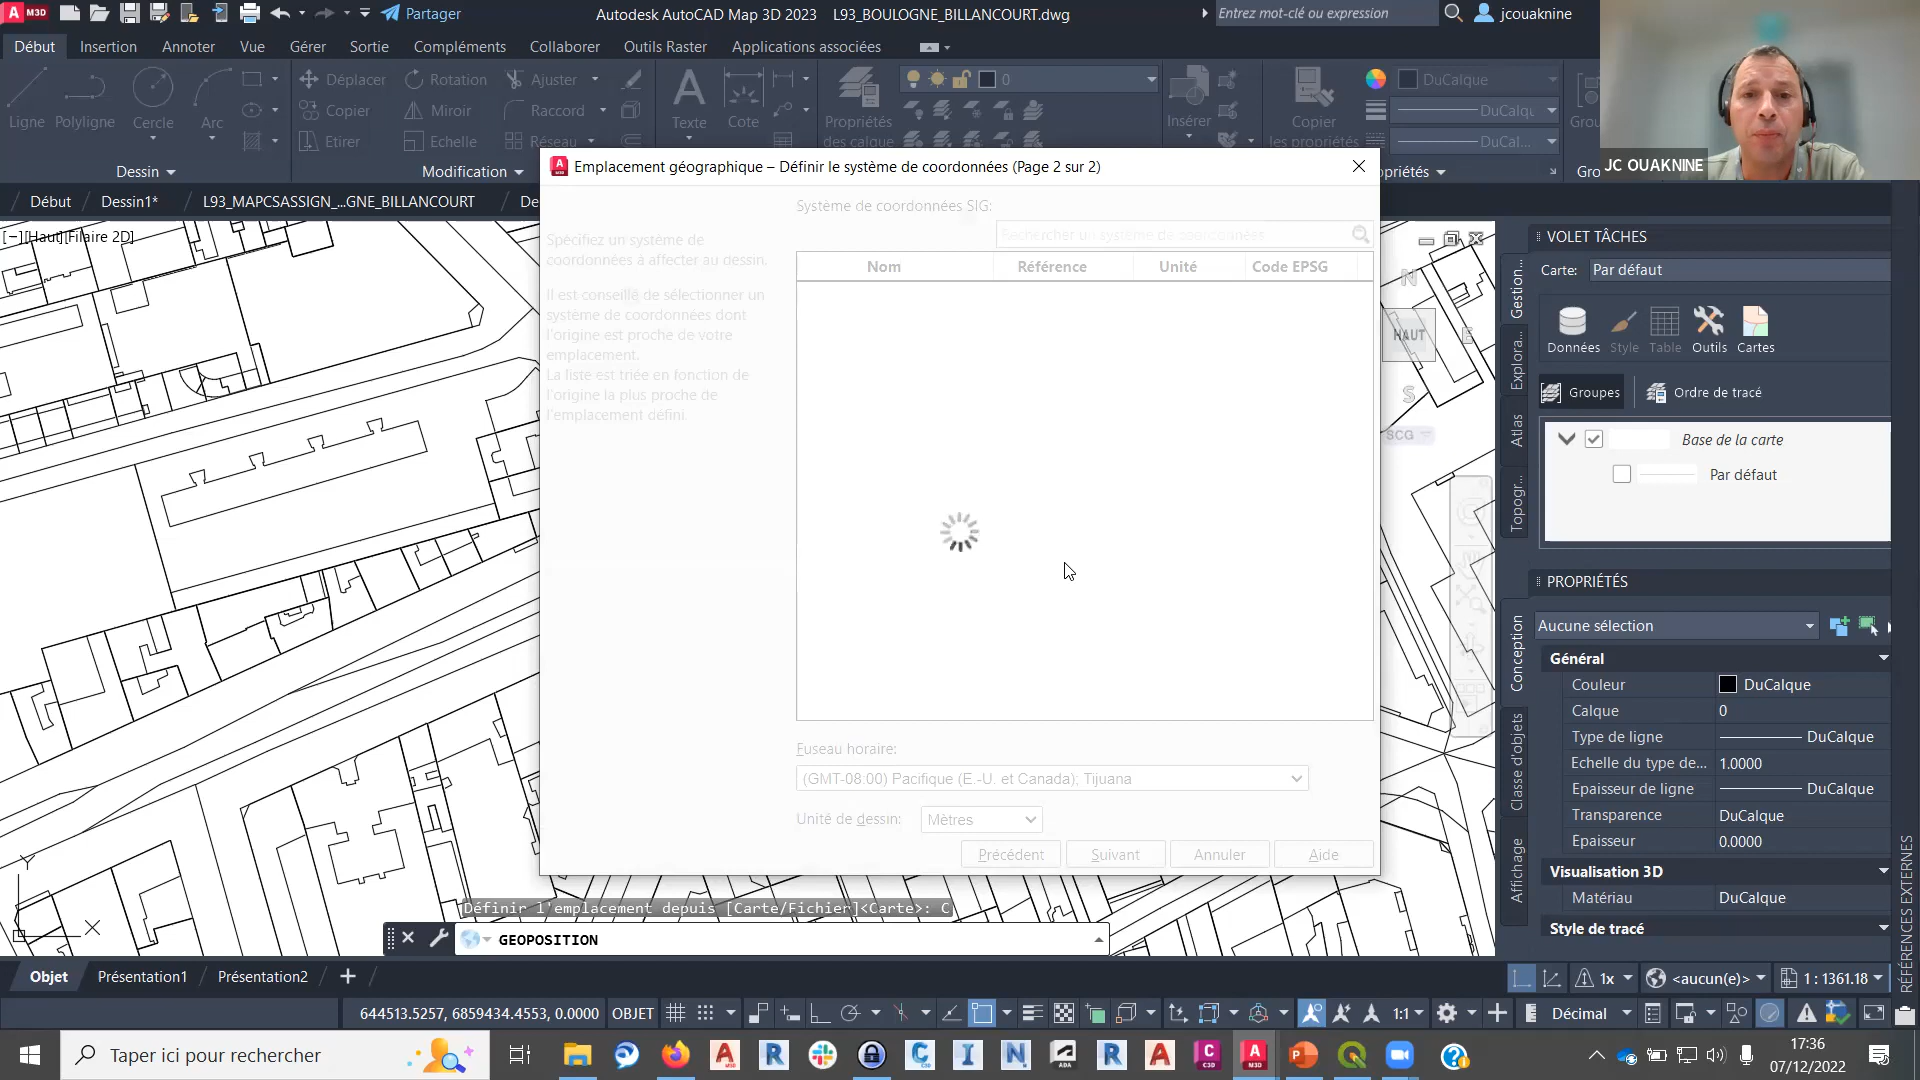 M3D
Partager
Autodesk AutoCAD Map 3D 2023 L93_BOULOGNE_BILLANCOURT.dwg
Entrez mot-clé ou expression
jcouaknine
Début Insertion Annoter Vue Gérer Sortie Compléments Collaborer Outils Raster Applications associées
Ligne Polyligne Cercle Arc
Déplacer Rotation Ajuster
Copier Miroir Raccord
Etirer Echelle Réseau
Texte Cote
Propriétés
des calque
0
Insérer
Copier
les propriétés
DuCalque
DuCalq
DuCal...
Grou
Dessin Modification
opriétés
Gro
JC OUAKNINE
Début Dessin1* L93_MAPCSASSIGN_...GNE_BILLANCOURT De
[−][Haut][Filaire 2D]
Emplacement géographique – Définir le système de coordonnées (Page 2 sur 2)
Système de coordonnées SIG:
Rechercher un système de coordonnées
Spécifiez un système de
coordonnées à affecter au dessin.
Il est conseillé de sélectionner un
système de coordonnées dont
l'origine est proche de votre
emplacement.
La liste est triée en fonction de
l'origine la plus proche de
l'emplacement défini.
Nom Référence Unité Code EPSG
Fuseau horaire:
(GMT-08:00) Pacifique (E.-U. et Canada); Tijuana
Unité de dessin: Mètres
Précédent Suivant Annuler Aide
N
HAUT E
S
SCG
VOLET TÂCHES
Carte: Par défaut
Données Style Table Outils Cartes
Groupes Ordre de tracé
Base de la carte
Par défaut
Gestion...
Explora...
Atlas
Topogr...
PROPRIÉTÉS
Aucune sélection
Général
Couleur DuCalque
Calque 0
Type de ligne DuCalque
Echelle du type de... 1.0000
Epaisseur de ligne DuCalque
Transparence DuCalque
Epaisseur 0.0000
Visualisation 3D
Matériau DuCalque
Style de tracé
Conception
Classe d'objets
Affichage
RÉFÉRENCES EXTERNES
Y
X
Définir l'emplacement depuis [Carte/Fichier]<Carte>: C
GEOPOSITION
Objet Présentation1 Présentation2 +
1x <aucun(e)> 1 : 1361.18
644513.5257, 6859434.4553, 0.0000 OBJET
1:1
Décimal
Taper ici pour rechercher
17:36
07/12/2022